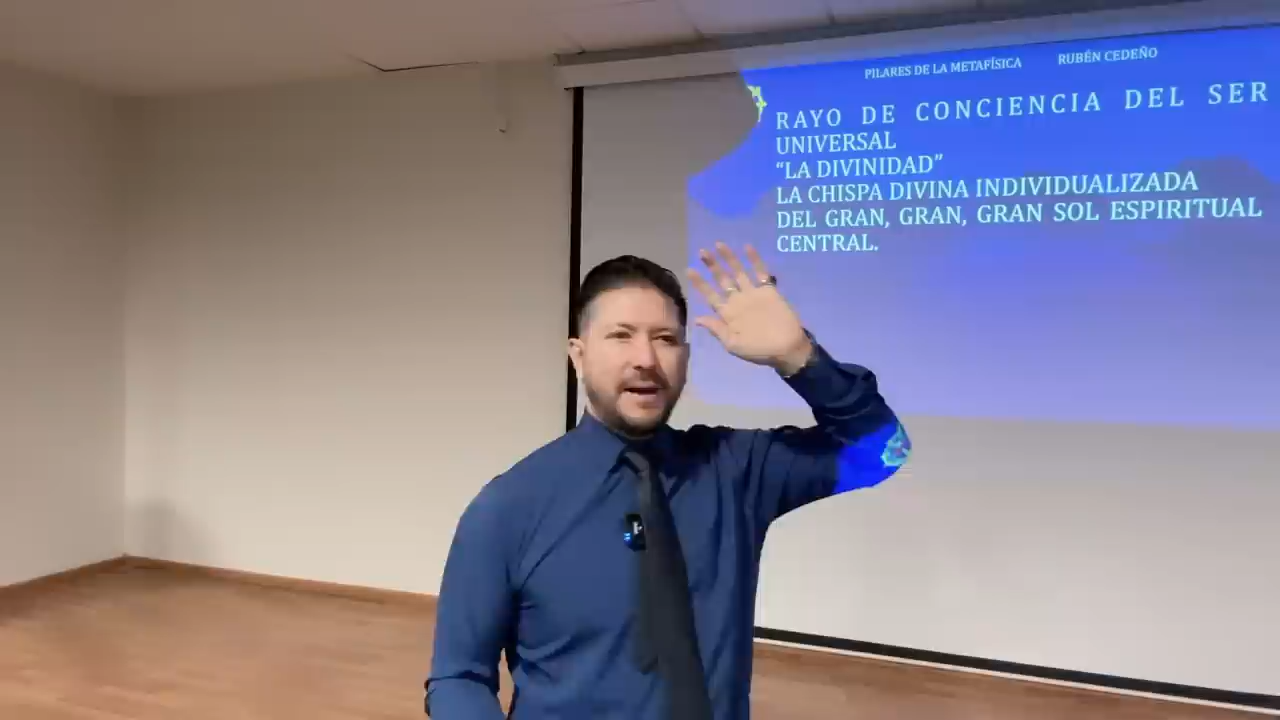 PILARES DE LA METAFÍSICA RUBÉN CEDEÑO
RAYO DE CONCIENCIA DEL SER
UNIVERSAL
“LA DIVINIDAD”
LA CHISPA DIVINA INDIVIDUALIZADA
DEL GRAN, GRAN, GRAN SOL ESPIRITUAL
CENTRAL.